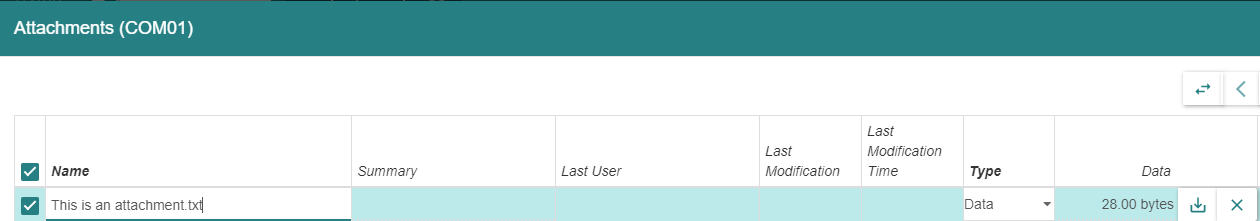 Attachments (COM01)
Name
Summary
Last User
Last
Modification
Last
Modification
Time
Type
Data
This is an attachment.txt
Data
28.00 bytes